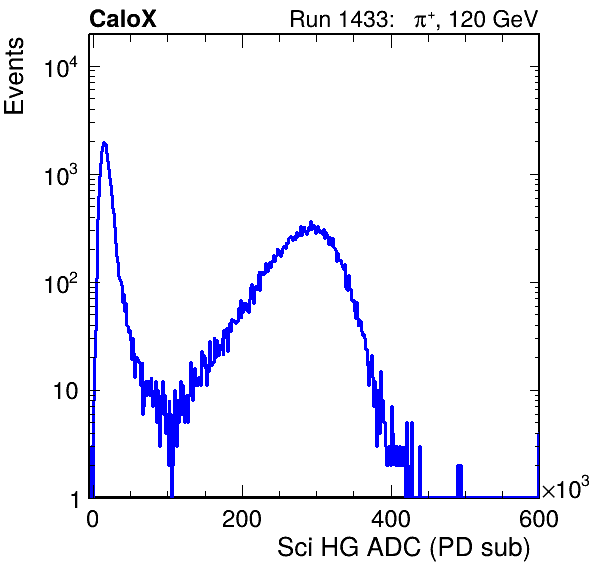 CaloX Run 1433: π⁺, 120 GeV
Events
10⁴
10³
10²
10
1
0 200 400 600
×10³
Sci HG ADC (PD sub)